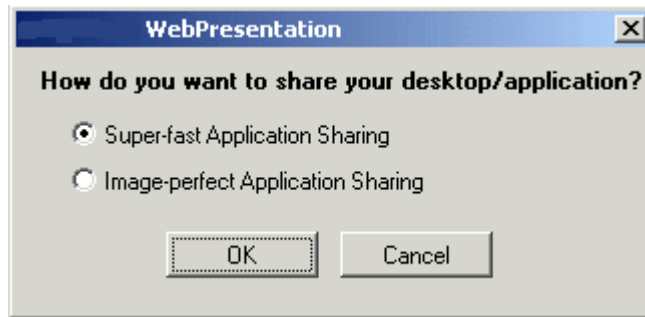 WebPresentation
How do you want to share your desktop/application?
Super-fast Application Sharing
Image-perfect Application Sharing
OK Cancel